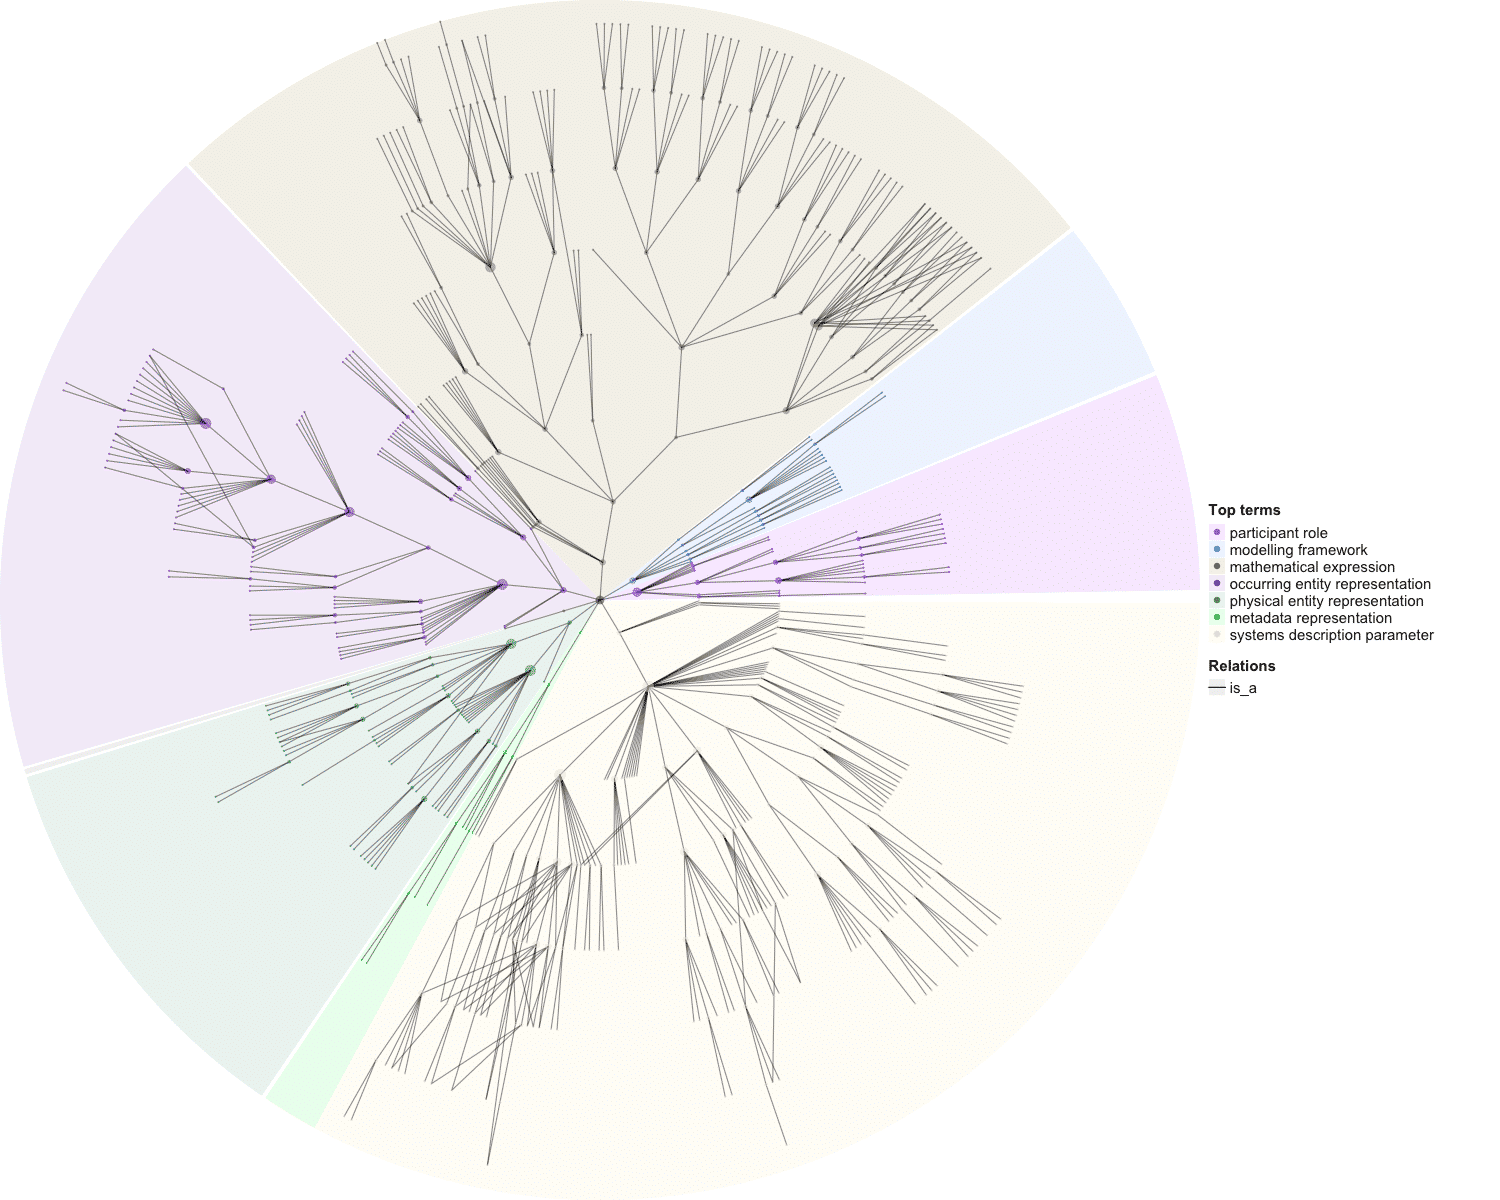 Top terms
participant role
modelling framework
mathematical expression
occurring entity representation
physical entity representation
metadata representation
systems description parameter
Relations
is_a